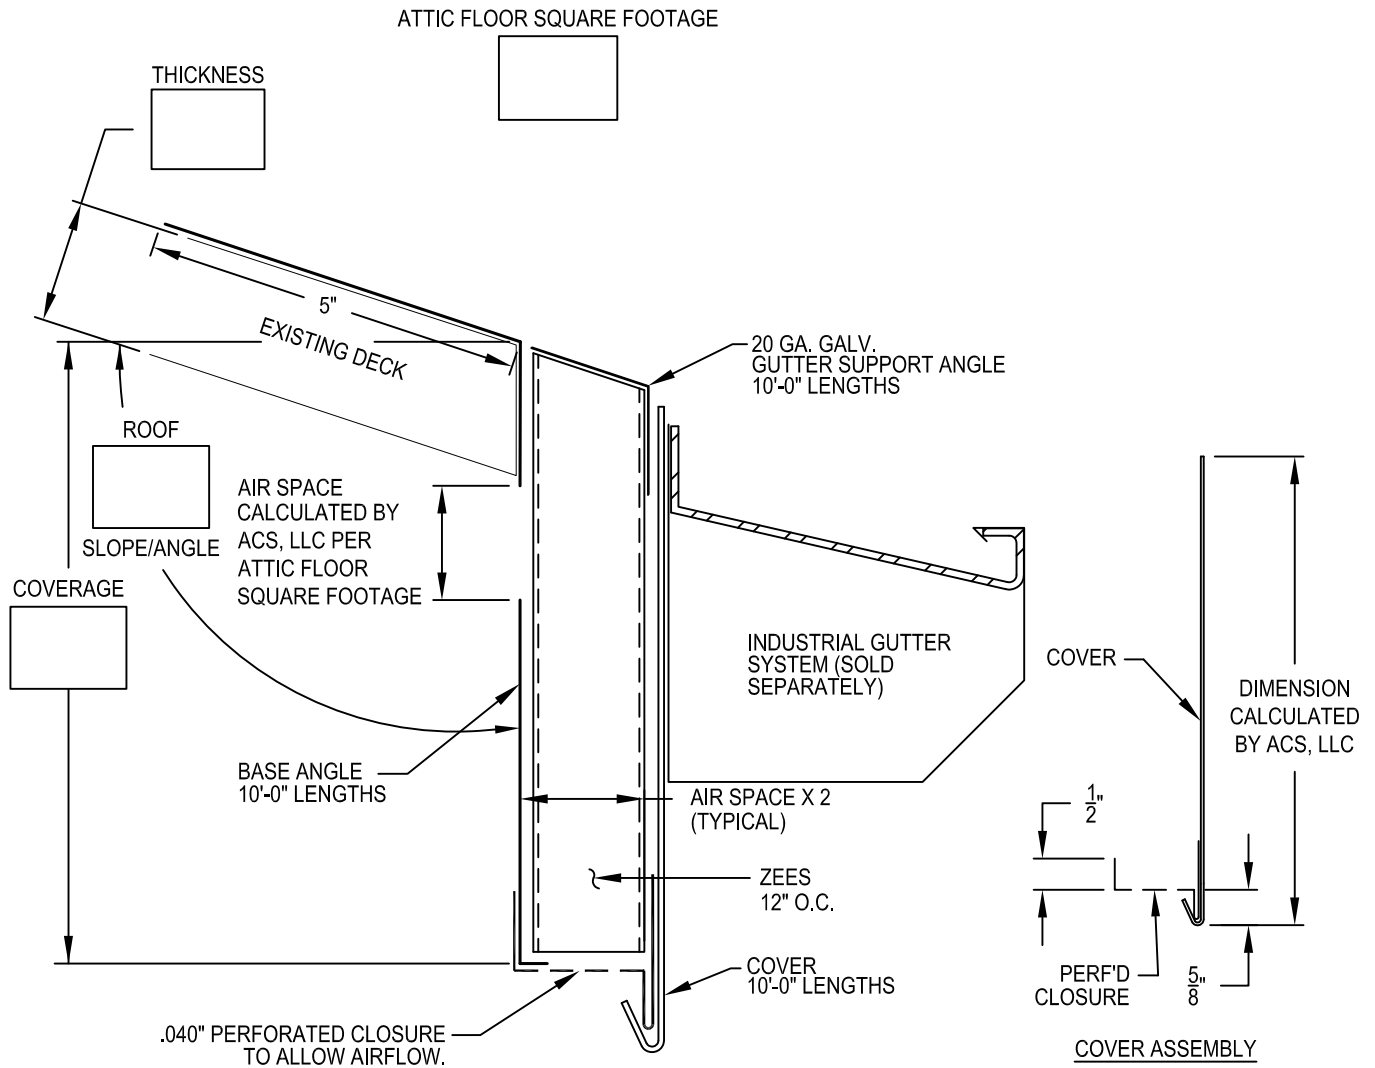 ATTIC FLOOR SQUARE FOOTAGE
THICKNESS
5"
EXISTING DECK
20 GA. GALV.
GUTTER SUPPORT ANGLE
10'-0" LENGTHS
ROOF
SLOPE/ANGLE
AIR SPACE
CALCULATED BY
ACS, LLC PER
ATTIC FLOOR
SQUARE FOOTAGE
COVERAGE
INDUSTRIAL GUTTER
SYSTEM (SOLD
SEPARATELY)
COVER
DIMENSION
CALCULATED
BY ACS, LLC
BASE ANGLE
10'-0" LENGTHS
AIR SPACE X 2
(TYPICAL)
1/2"
ZEES
12" O.C.
COVER
10'-0" LENGTHS
PERF'D
CLOSURE
5/8"
.040" PERFORATED CLOSURE
TO ALLOW AIRFLOW.
COVER ASSEMBLY